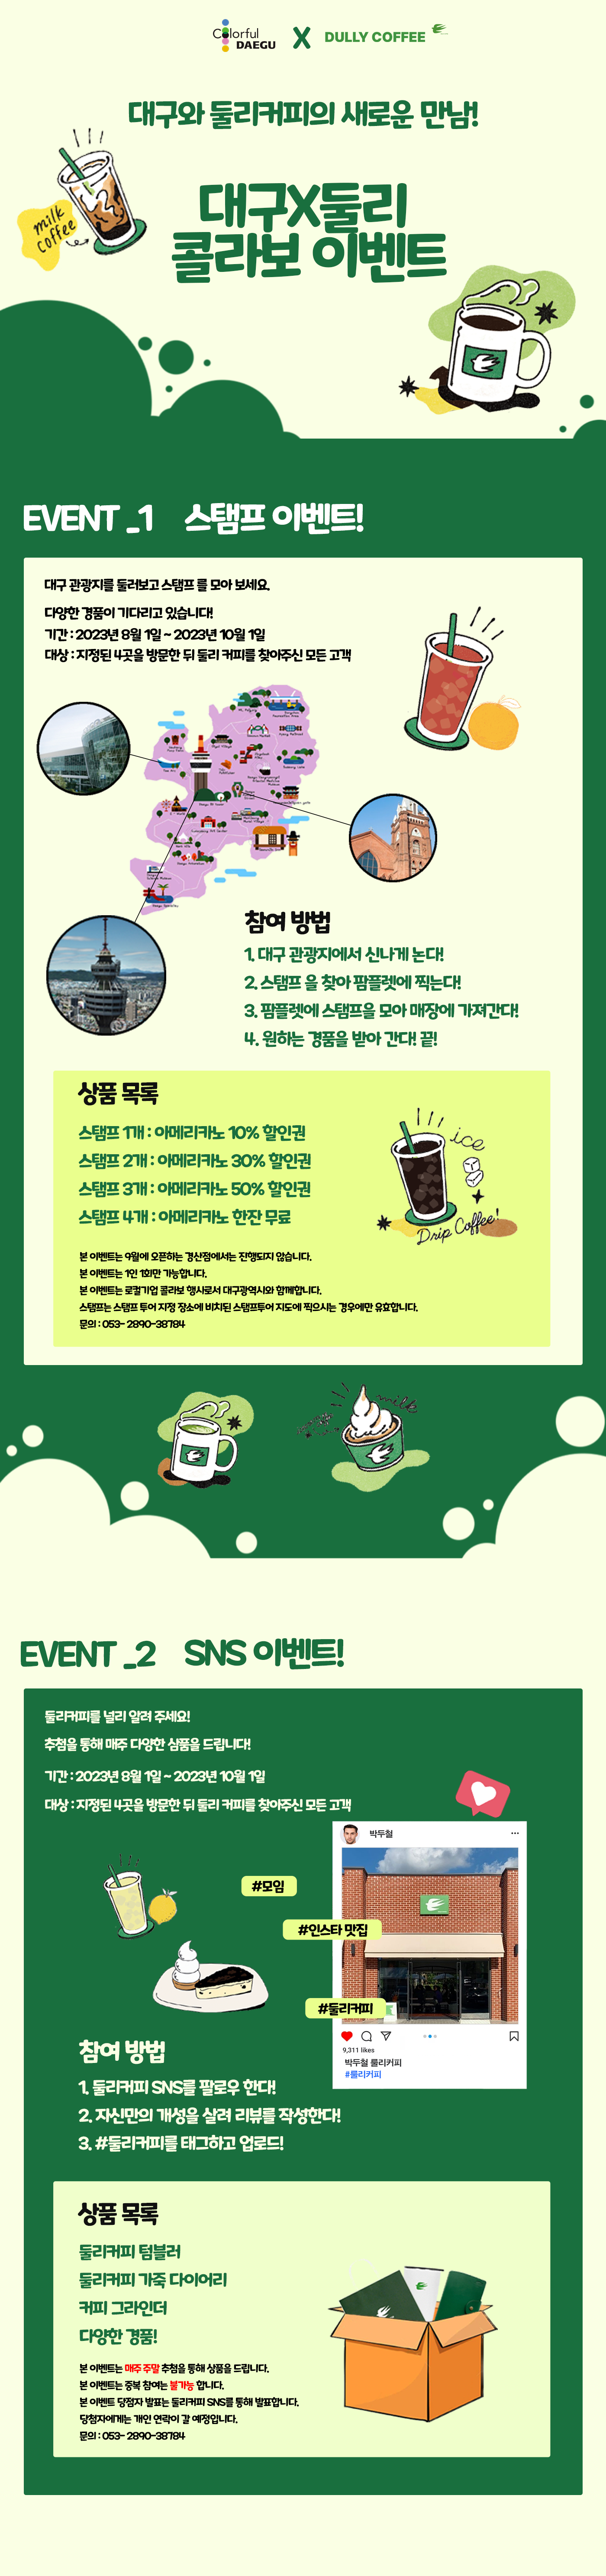 Colorful DAEGU X DULLY COFFEE
대구와 둘리커피의 새로운 만남!
milk
coffee
대구X둘리
콜라보 이벤트
EVENT _1 스탬프 이벤트!
대구 관광지를 둘러보고 스탬프 를 모아 보세요.
다양한 경품이 기다리고 있습니다!
기간 : 2023년 8월 1일 ~ 2023년 10월 1일
대상 : 지정된 4곳을 방문한 뒤 둘리 커피를 찾아주신 모든 고객
참여 방법
1. 대구 관광지에서 신나게 논다!
2. 스탬프 을 찾아 팜플렛에 찍는다!
3. 팜플렛에 스탬프을 모아 매장에 가져간다!
4. 원하는 경품을 받아 간다! 끝!
상품 목록
스탬프 1개 : 아메리카노 10% 할인권
스탬프 2개 : 아메리카노 30% 할인권
스탬프 3개 : 아메리카노 50% 할인권
스탬프 4개 : 아메리카노 한잔 무료
ice
Drip Coffee!
본 이벤트는 9월에 오픈하는 경산점에서는 진행되지 않습니다.
본 이벤트는 1인 1회만 가능합니다.
본 이벤트는 로컬기업 콜라보 행사로서 대구광역시와 함께합니다.
스탬프는 스탬프 투어 지정 장소에 비치된 스탬프투어 지도에 찍으시는 경우에만 유효합니다.
문의 : 053- 2890-38784
milk
EVENT _2 SNS 이벤트!
둘리커피를 널리 알려 주세요!
추첨을 통해 매주 다양한 상품을 드립니다!
기간 : 2023년 8월 1일 ~ 2023년 10월 1일
대상 : 지정된 4곳을 방문한 뒤 둘리 커피를 찾아주신 모든 고객
박두철
#모임
#인스타 맛집
#둘리커피
9,311 likes
박두철 룰리커피
#룰리커피
참여 방법
1. 둘리커피 SNS를 팔로우 한다!
2. 자신만의 개성을 살려 리뷰를 작성한다!
3. #둘리커피를 태그하고 업로드!
상품 목록
둘리커피 텀블러
둘리커피 가죽 다이어리
커피 그라인더
다양한 경품!
본 이벤트는 매주 주말 추첨을 통해 상품을 드립니다.
본 이벤트는 중복 참여는 불가능 합니다.
본 이벤트 당첨자 발표는 둘리커피 SNS를 통해 발표합니다.
당첨자에게는 개인 연락이 갈 예정입니다.
문의 : 053- 2890-38784